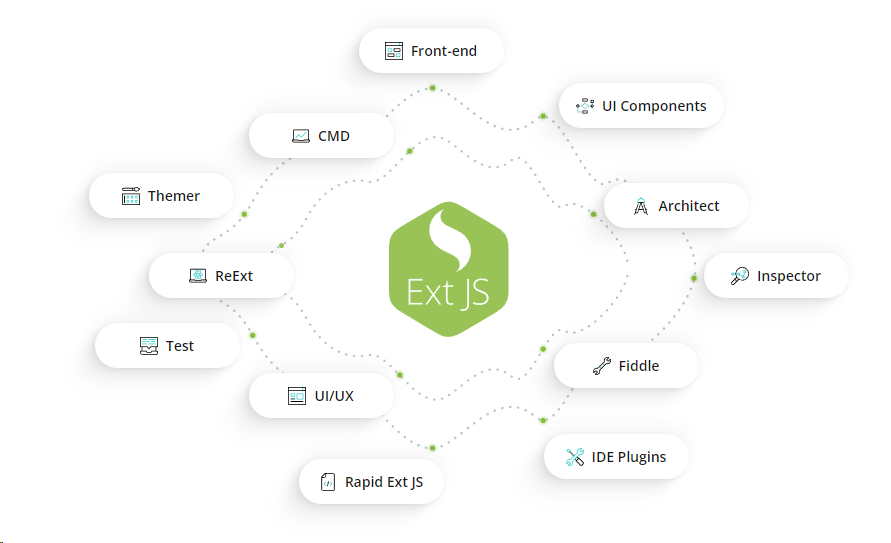 Front-end
UI Components
CMD
Themer
Architect
ReExt
Inspector
Ext JS
Test
Fiddle
UI/UX
IDE Plugins
Rapid Ext JS